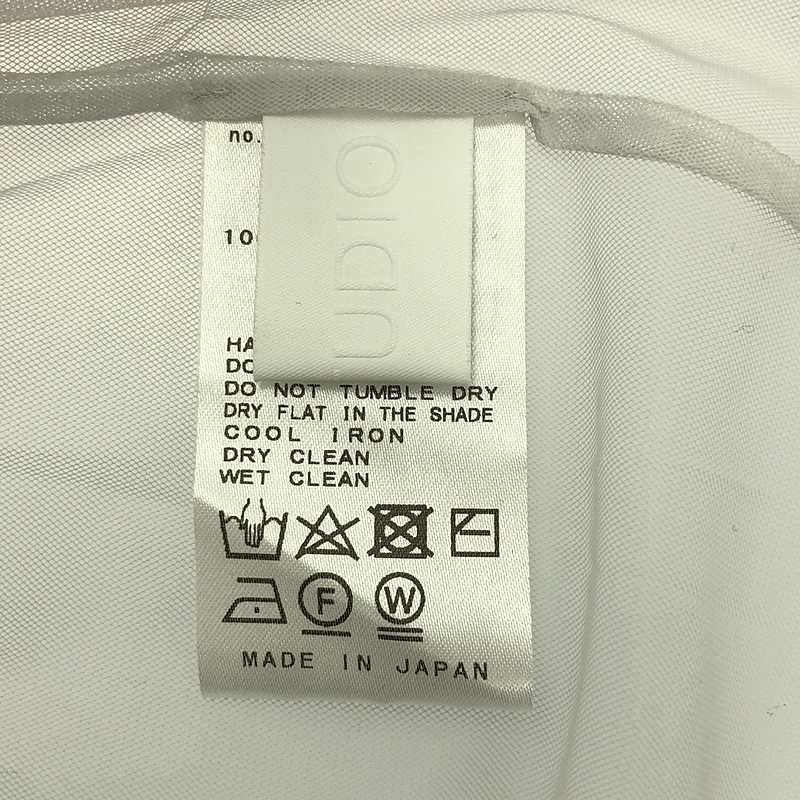 no.
UDIO
10
HA
DO
DO NOT TUMBLE DRY
DRY FLAT IN THE SHADE
COOL IRON
DRY CLEAN
WET CLEAN
F
W
MADE IN JAPAN